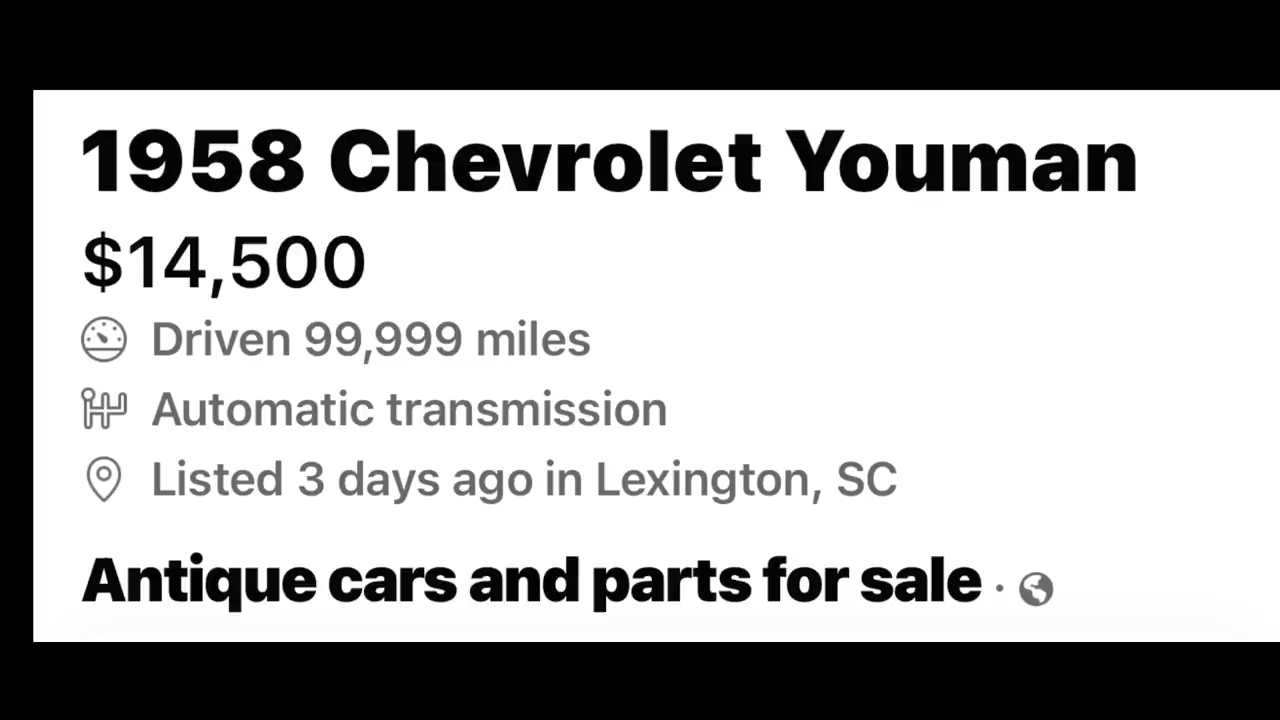 1958 Chevrolet Youman
$14,500
Driven 99,999 miles
Automatic transmission
Listed 3 days ago in Lexington, SC
Antique cars and parts for sale ·